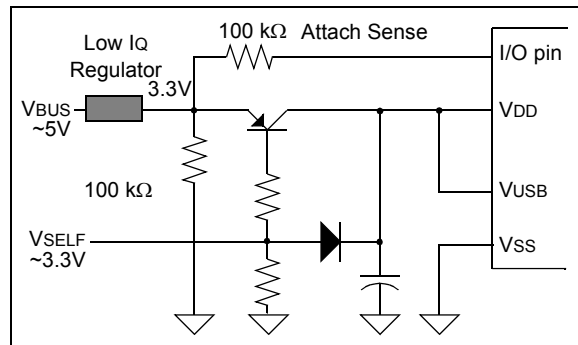 100 kΩ Attach Sense
I/O pin
Low IQ
Regulator
3.3V
VBUS
~5V
VDD
100 kΩ
VUSB
VSELF
~3.3V
VSS